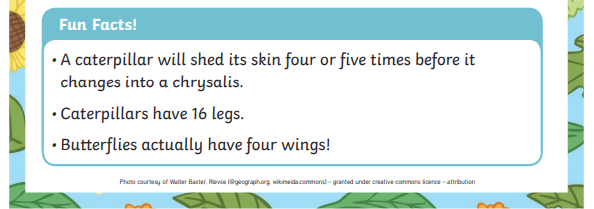 Fun Facts!
• A caterpillar will shed its skin four or five times before it
changes into a chrysalis.
• Caterpillars have 16 legs.
• Butterflies actually have four wings!
Photo courtesy of Walter Baxter, Rievse (@geograph.org, wikimeida.commons) - granted under creative commons licence - attribution